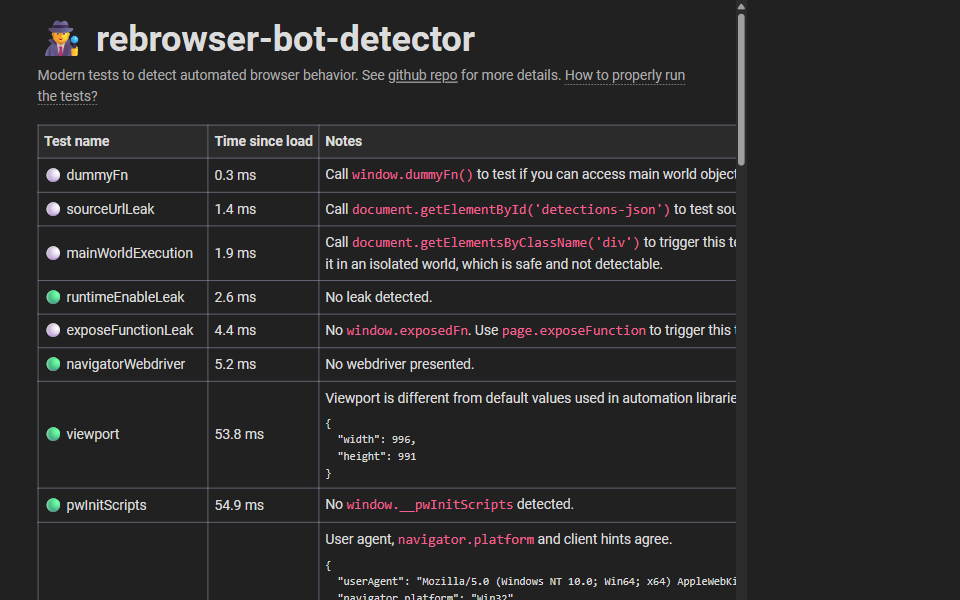 rebrowser-bot-detector
Modern tests to detect automated browser behavior. See github repo for more details. How to properly run
the tests?
Test name Time since load Notes
dummyFn 0.3 ms Call window.dummyFn() to test if you can access main world object
sourceUrlLeak 1.4 ms Call document.getElementById('detections-json') to test sou
mainWorldExecution 1.9 ms Call document.getElementsByClassName('div') to trigger this te
it in an isolated world, which is safe and not detectable.
runtimeEnableLeak 2.6 ms No leak detected.
exposeFunctionLeak 4.4 ms No window.exposedFn. Use page.exposeFunction to trigger this t
navigatorWebdriver 5.2 ms No webdriver presented.
viewport 53.8 ms Viewport is different from default values used in automation librarie
{
"width": 996,
"height": 991
}
pwInitScripts 54.9 ms No window.__pwInitScripts detected.
User agent, navigator.platform and client hints agree.
{
"userAgent": "Mozilla/5.0 (Windows NT 10.0; Win64; x64) AppleWebKi
"navigator.platform": "Win32"